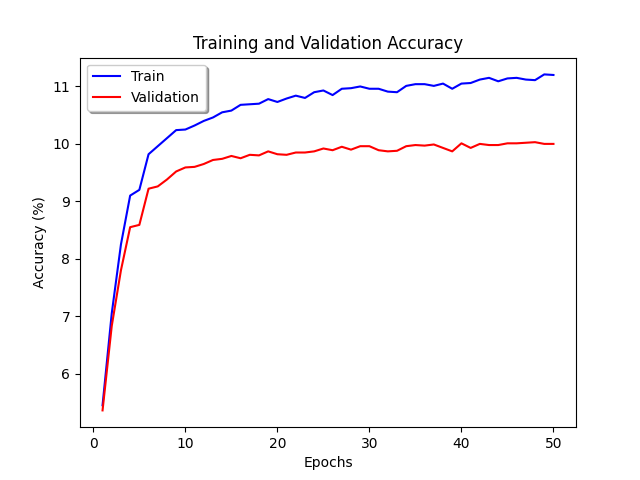 Training and Validation Accuracy
Train
Validation
Accuracy (%)
11
10
9
8
7
6
0 10 20 30 40 50
Epochs